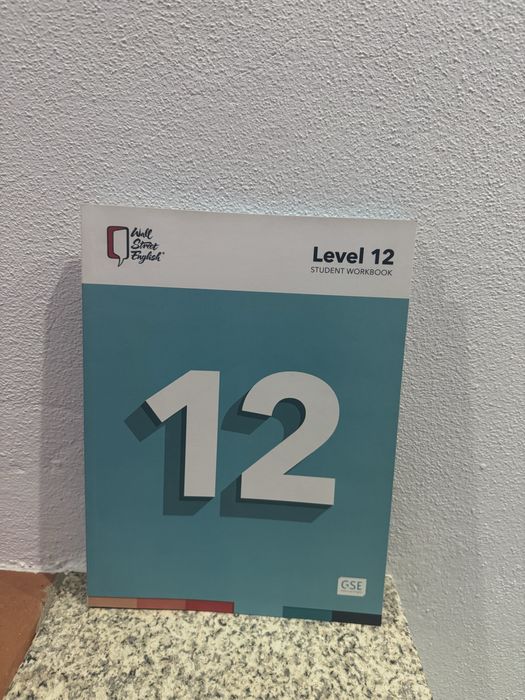 Wall
Street
English®
Level 12
STUDENT WORKBOOK
12
GSE